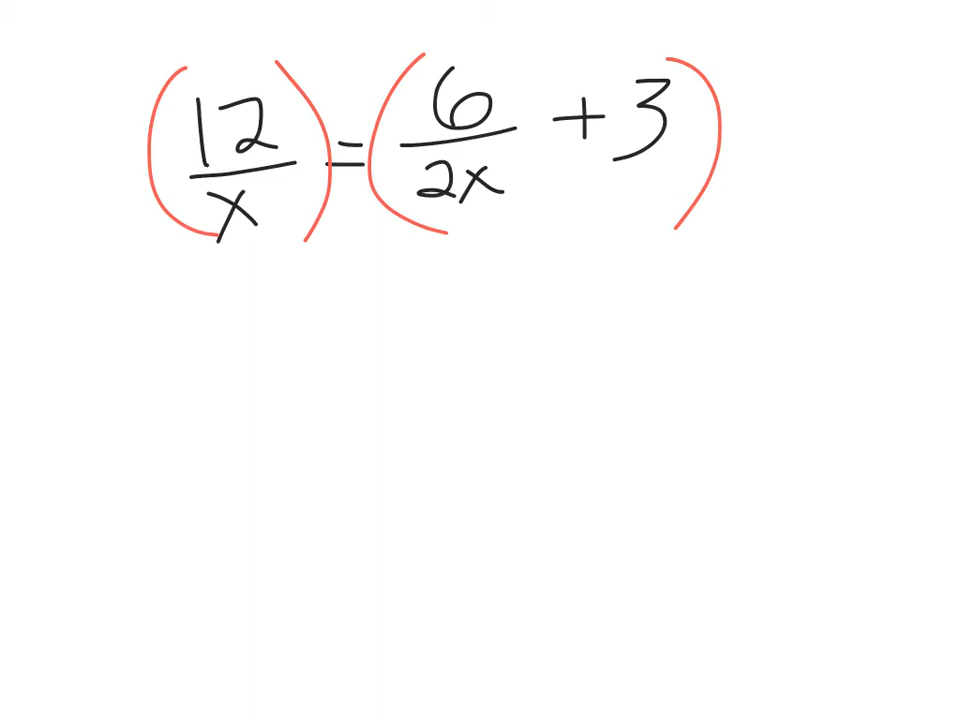 (12/x) = (6/2x + 3)